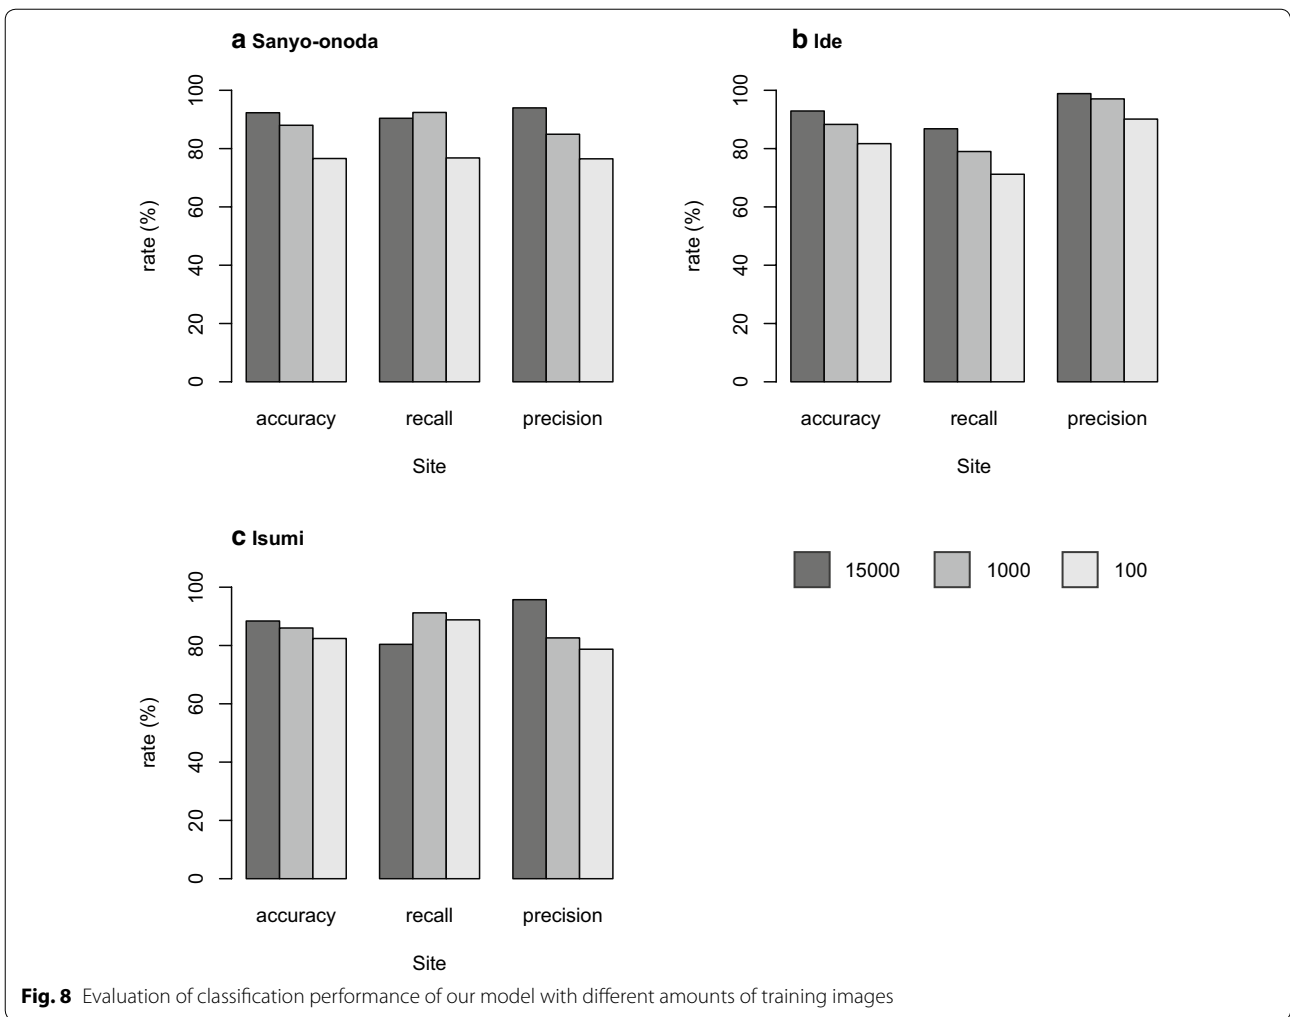 a Sanyo-onoda
100
80
60
40
20
0
rate (%)
accuracy recall precision
Site
b Ide
100
80
60
40
20
0
rate (%)
accuracy recall precision
Site
c Isumi
100
80
60
40
20
0
rate (%)
accuracy recall precision
Site
15000 1000 100
Fig. 8 Evaluation of classification performance of our model with different amounts of training images